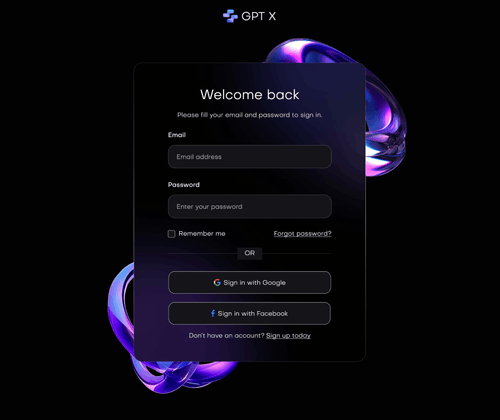 GPT X
Welcome back
Please fill your email and password to sign in.
Email
Email address
Password
Enter your password
Remember me Forgot password?
OR
Sign in with Google
Sign in with Facebook
Don't have an account? Sign up today